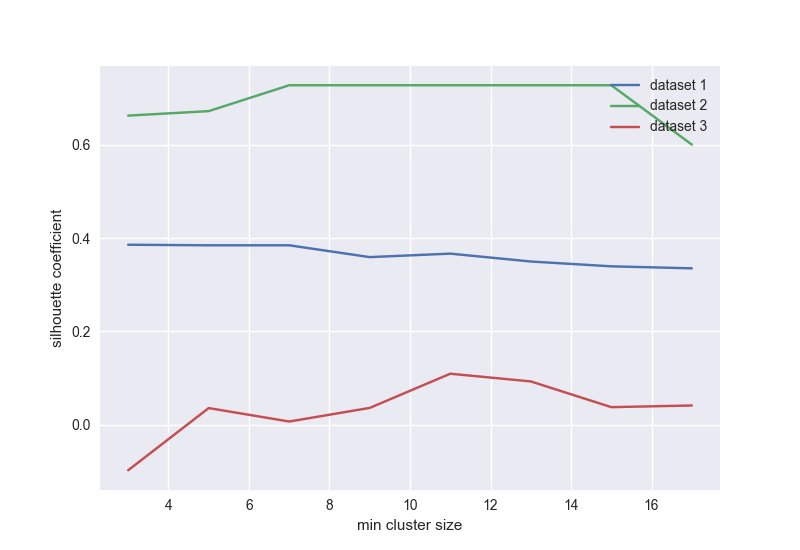 dataset 1
dataset 2
dataset 3
0.6
0.4
0.2
0.0
silhouette coefficient
4 6 8 10 12 14 16
min cluster size